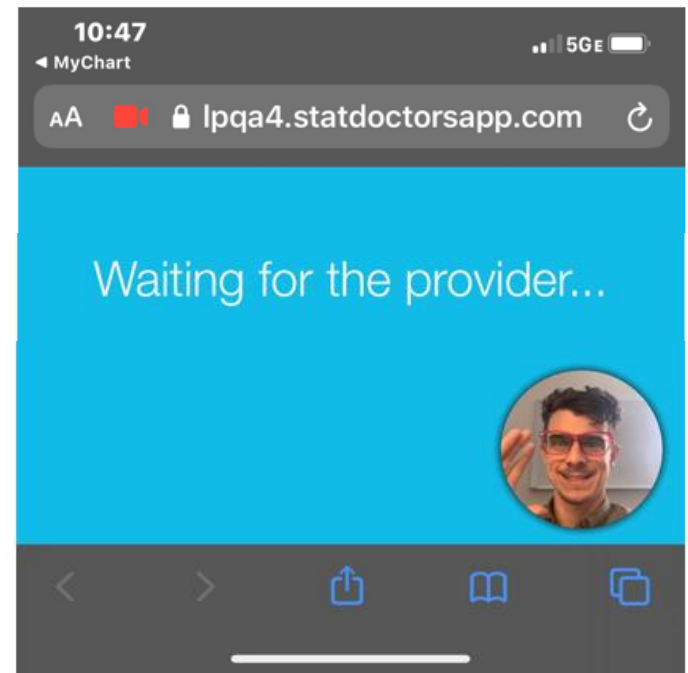 10:47
◀ MyChart
5GE
AA lpqa4.statdoctorsapp.com
Waiting for the provider...